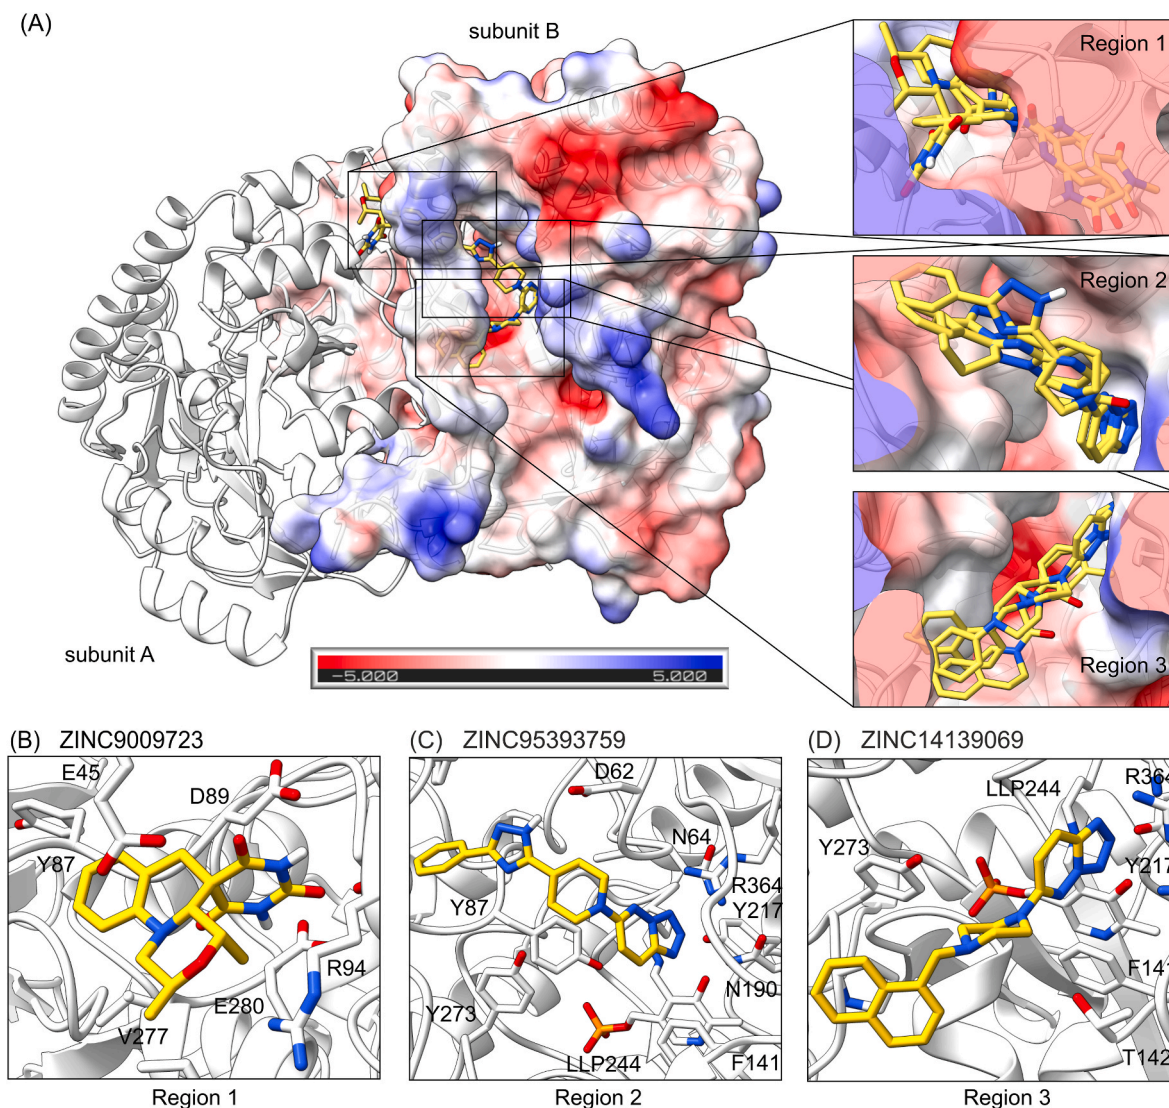 (A)
subunit B
Region 1
Region 2
Region 3
subunit A
-5.000 5.000
(B) ZINC9009723
E45
D89
Y87
R94
E280
V277
Region 1
(C) ZINC95393759
D62
N64
R364
Y87
Y217
N190
Y273
LLP244
F141
Region 2
(D) ZINC14139069
R364
LLP244
Y273
Y217
F141
T142
Region 3